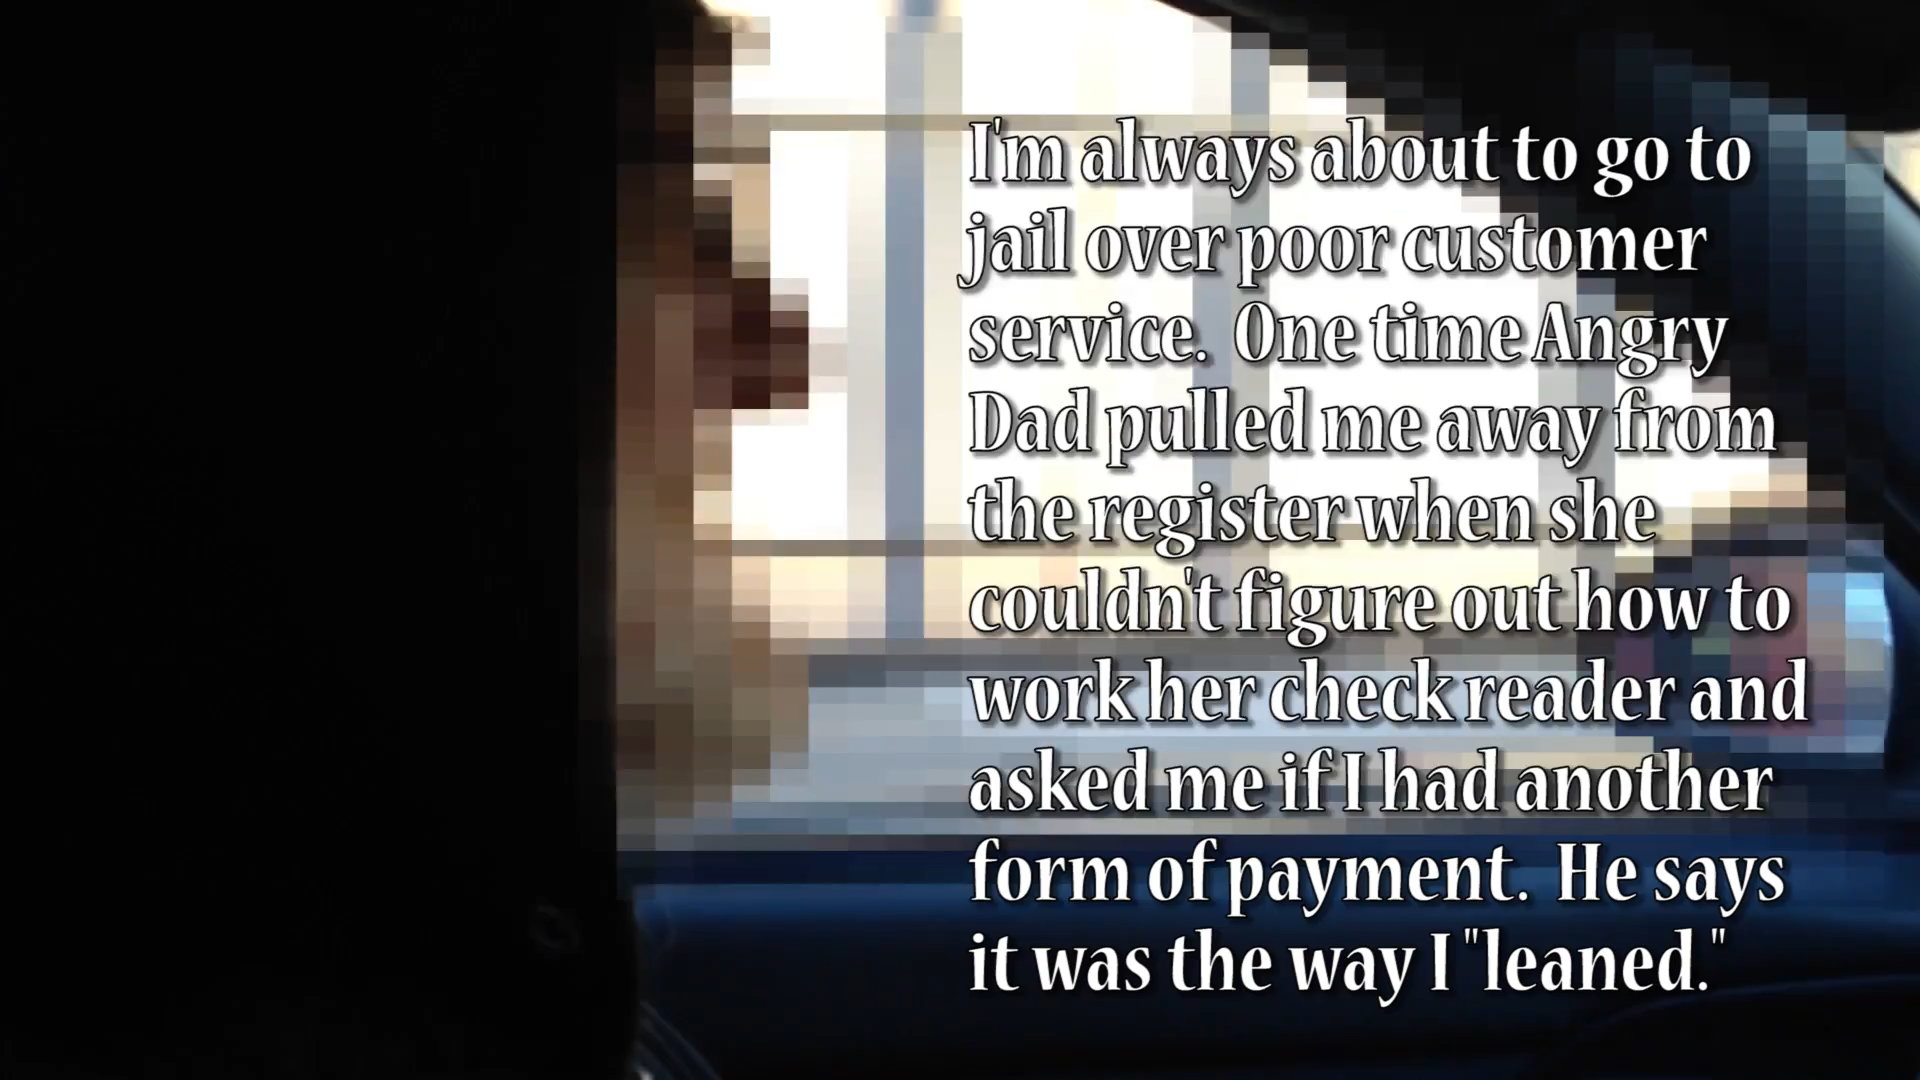 I'm always about to go to
jail over poor customer
service.  One time Angry
Dad pulled me away from
the register when she
couldn't figure out how to
work her check reader and
asked me if I had another
form of payment.  He says
it was the way I "leaned."